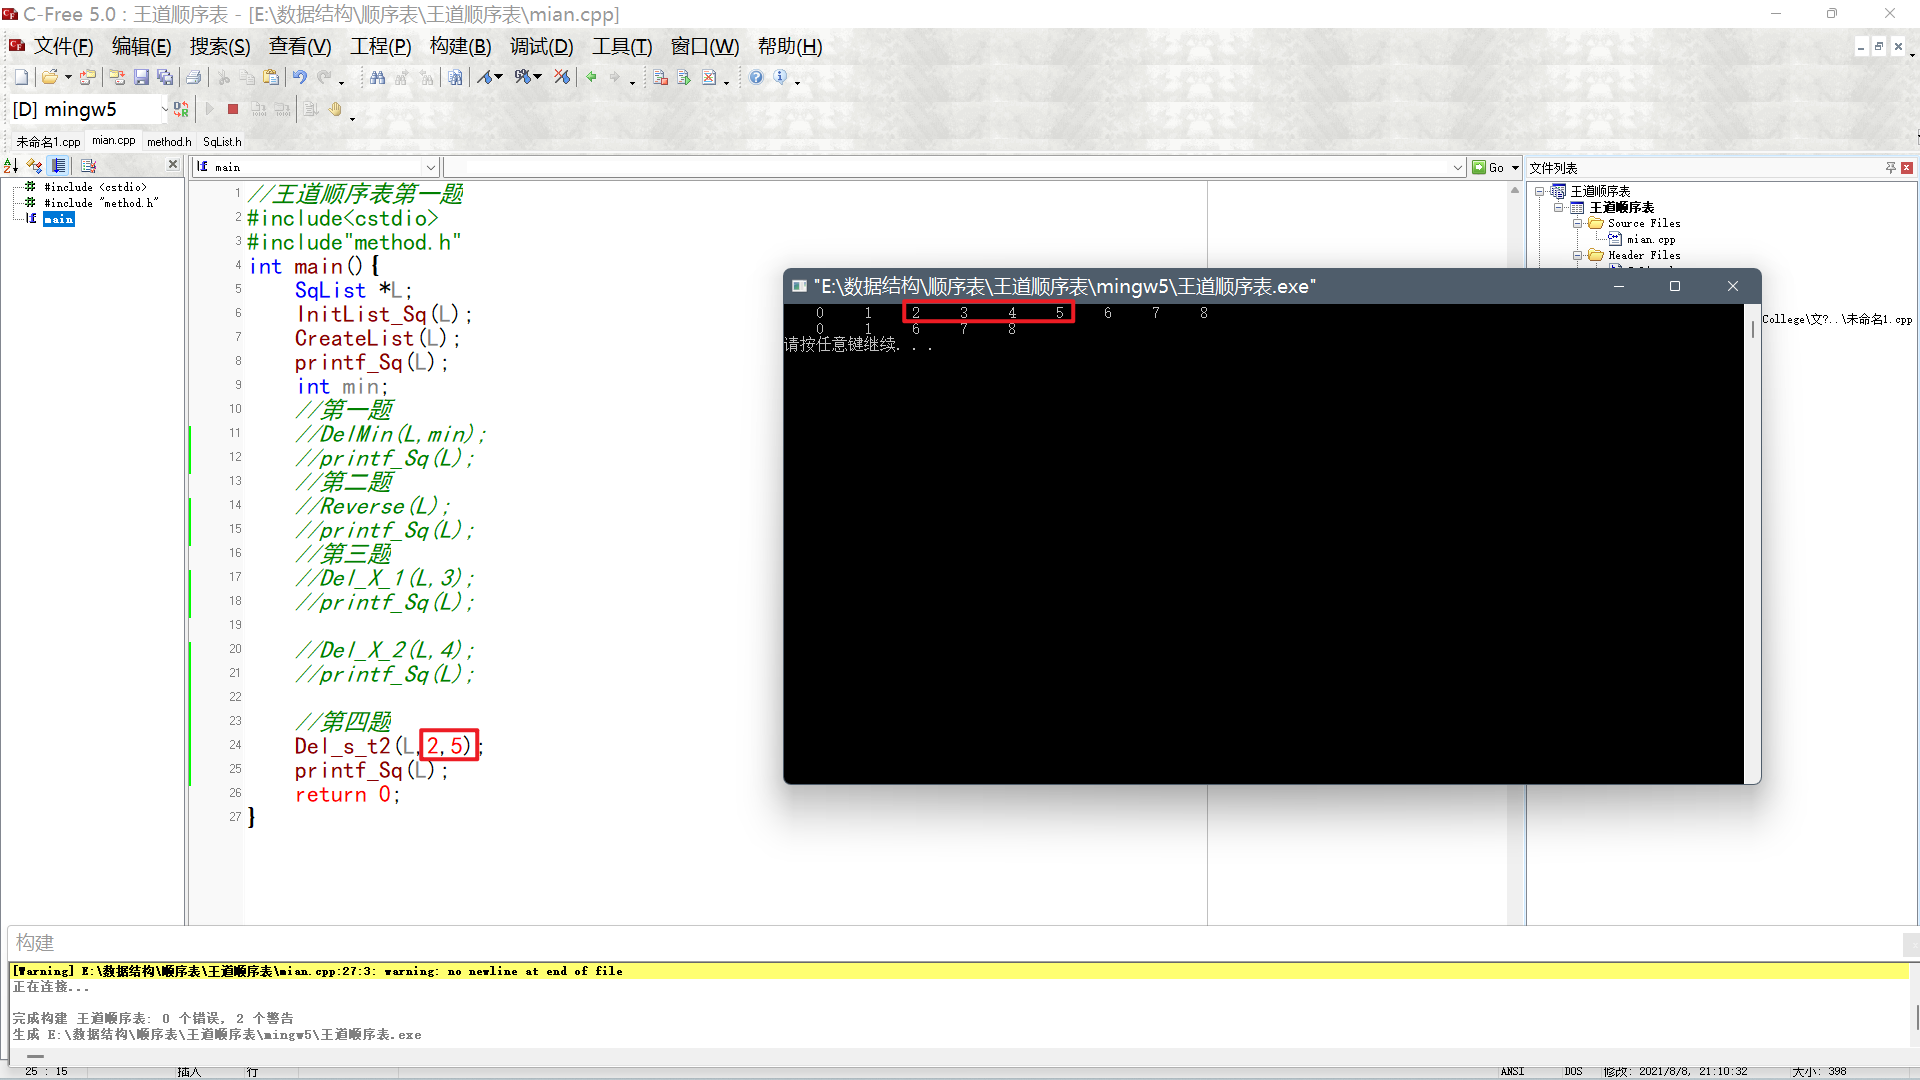 C-Free 5.0 : 王道顺序表 - [E:\数据结构\顺序表\王道顺序表\mian.cpp]
文件(F) 编辑(E) 搜索(S) 查看(V) 工程(P) 构建(B) 调试(D) 工具(T) 窗口(W) 帮助(H)
[D] mingw5
未命名1.cpp mian.cpp method.h SqList.h
main
Go
文件列表
#include <cstdio>
#include "method.h"
main
1 //王道顺序表第一题
2 #include<cstdio>
3 #include"method.h"
4 int main(){
5 SqList *L;
6 InitList_Sq(L);
7 CreateList(L);
8 printf_Sq(L);
9 int min;
10 //第一题
11 //DelMin(L,min);
12 //printf_Sq(L);
13 //第二题
14 //Reverse(L);
15 //printf_Sq(L);
16 //第三题
17 //Del_X_1(L,3);
18 //printf_Sq(L);
19
20 //Del_X_2(L,4);
21 //printf_Sq(L);
22
23 //第四题
24 Del_s_t2(L,2,5);
25 printf_Sq(L);
26 return 0;
27 }
"E:\数据结构\顺序表\王道顺序表\mingw5\王道顺序表.exe"
0 1 2 3 4 5 6 7 8
0 1 6 7 8
请按任意键继续. . .
王道顺序表
王道顺序表
Source Files
mian.cpp
Header Files
College\文?..\未命名1.cpp
构建
[Warning] E:\数据结构\顺序表\王道顺序表\mian.cpp:27:3: warning: no newline at end of file
正在连接...
完成构建 王道顺序表: 0 个错误, 2 个警告
生成 E:\数据结构\顺序表\王道顺序表\mingw5\王道顺序表.exe
25 : 15 插入 行 ANSI DOS 修改: 2021/8/8, 21:10:32 大小: 398